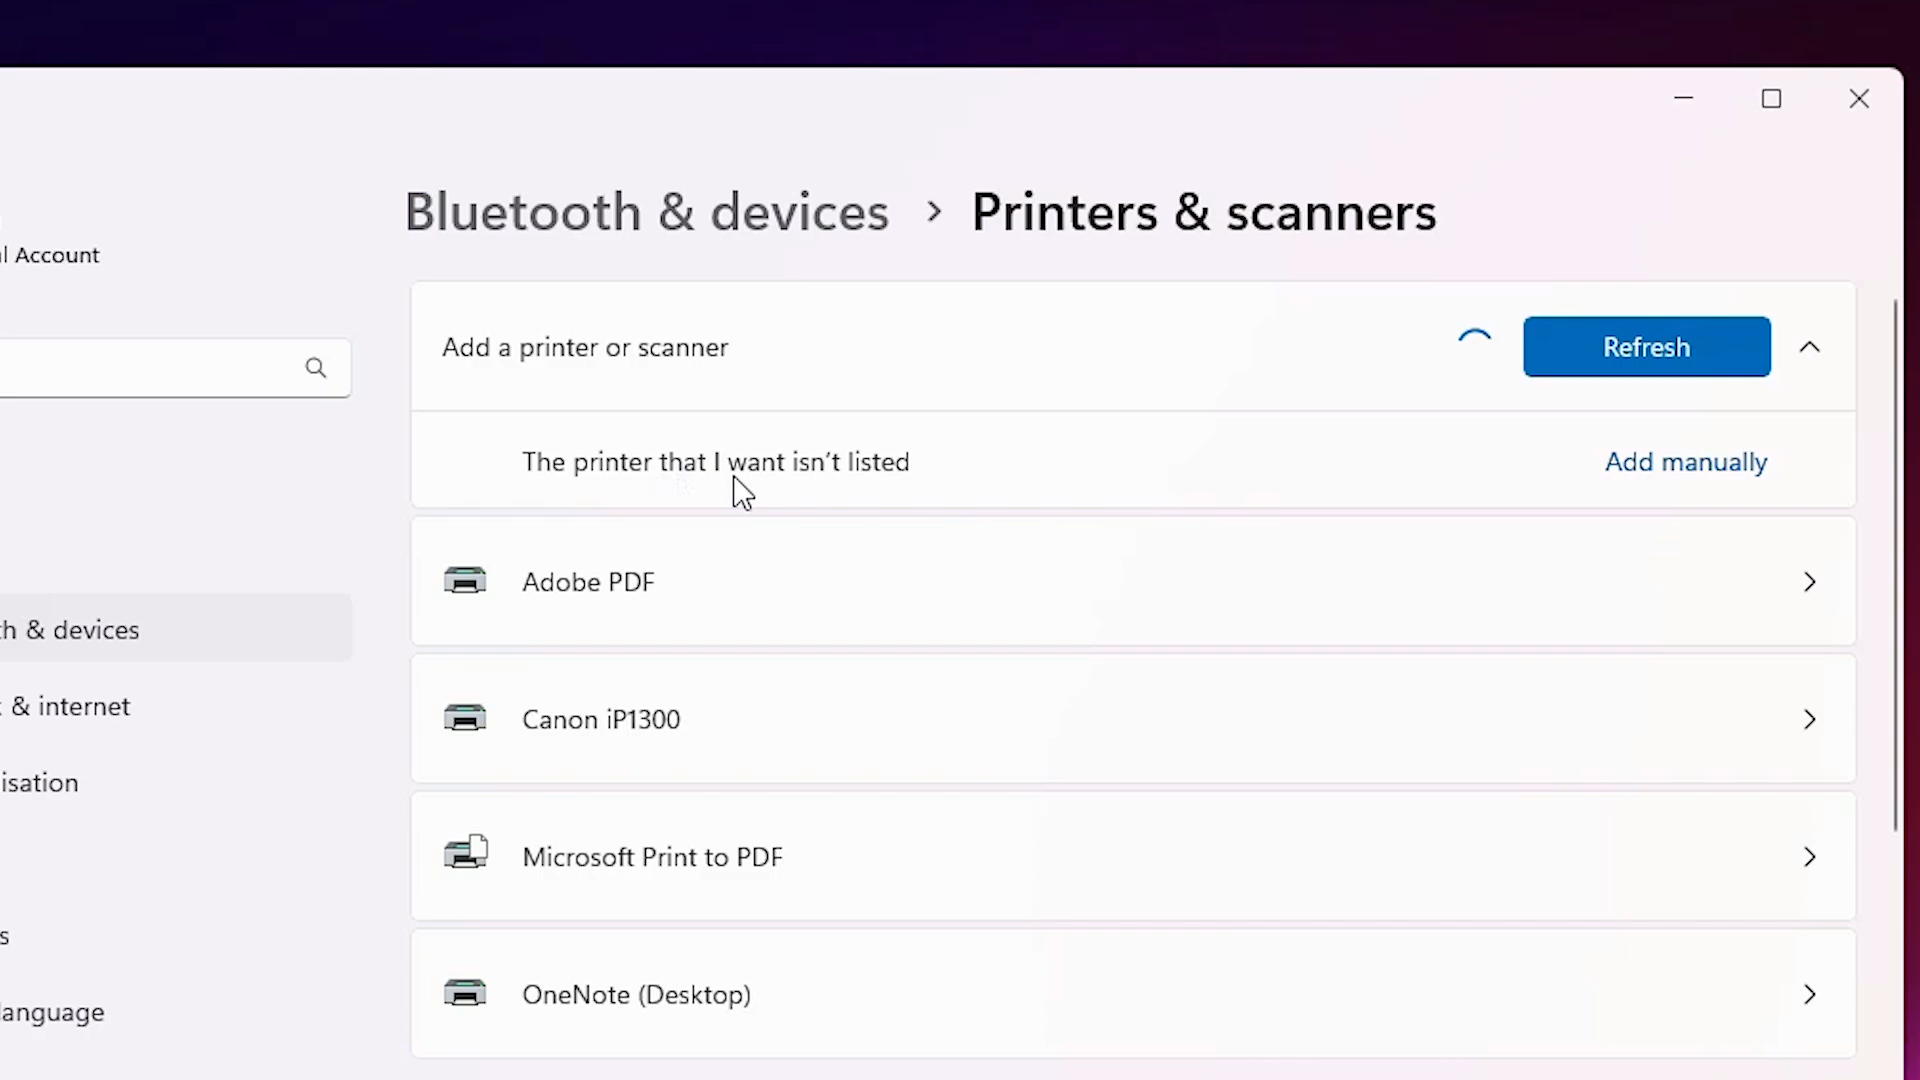 Bluetooth & devices > Printers & scanners
l Account
Add a printer or scanner
Refresh
The printer that I want isn’t listed
Add manually
Adobe PDF
th & devices
Canon iP1300
& internet
isation
Microsoft Print to PDF
s
OneNote (Desktop)
language